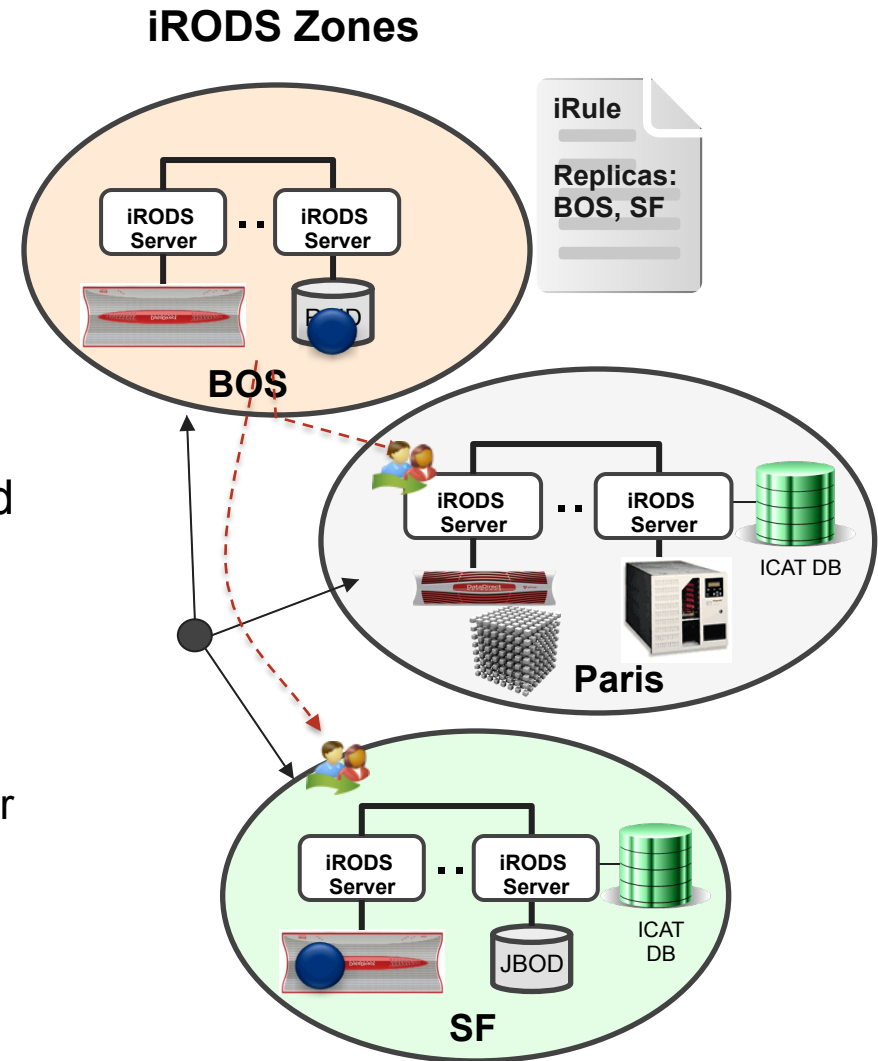 iRODS Zones
iRule
Replicas:
BOS, SF
iRODS
Server
..
iRODS
Server
BOS
d
iRODS
Server
..
iRODS
Server
ICAT DB
DataDirect
Paris
r
iRODS
Server
..
iRODS
Server
ICAT
DB
JBOD
SF